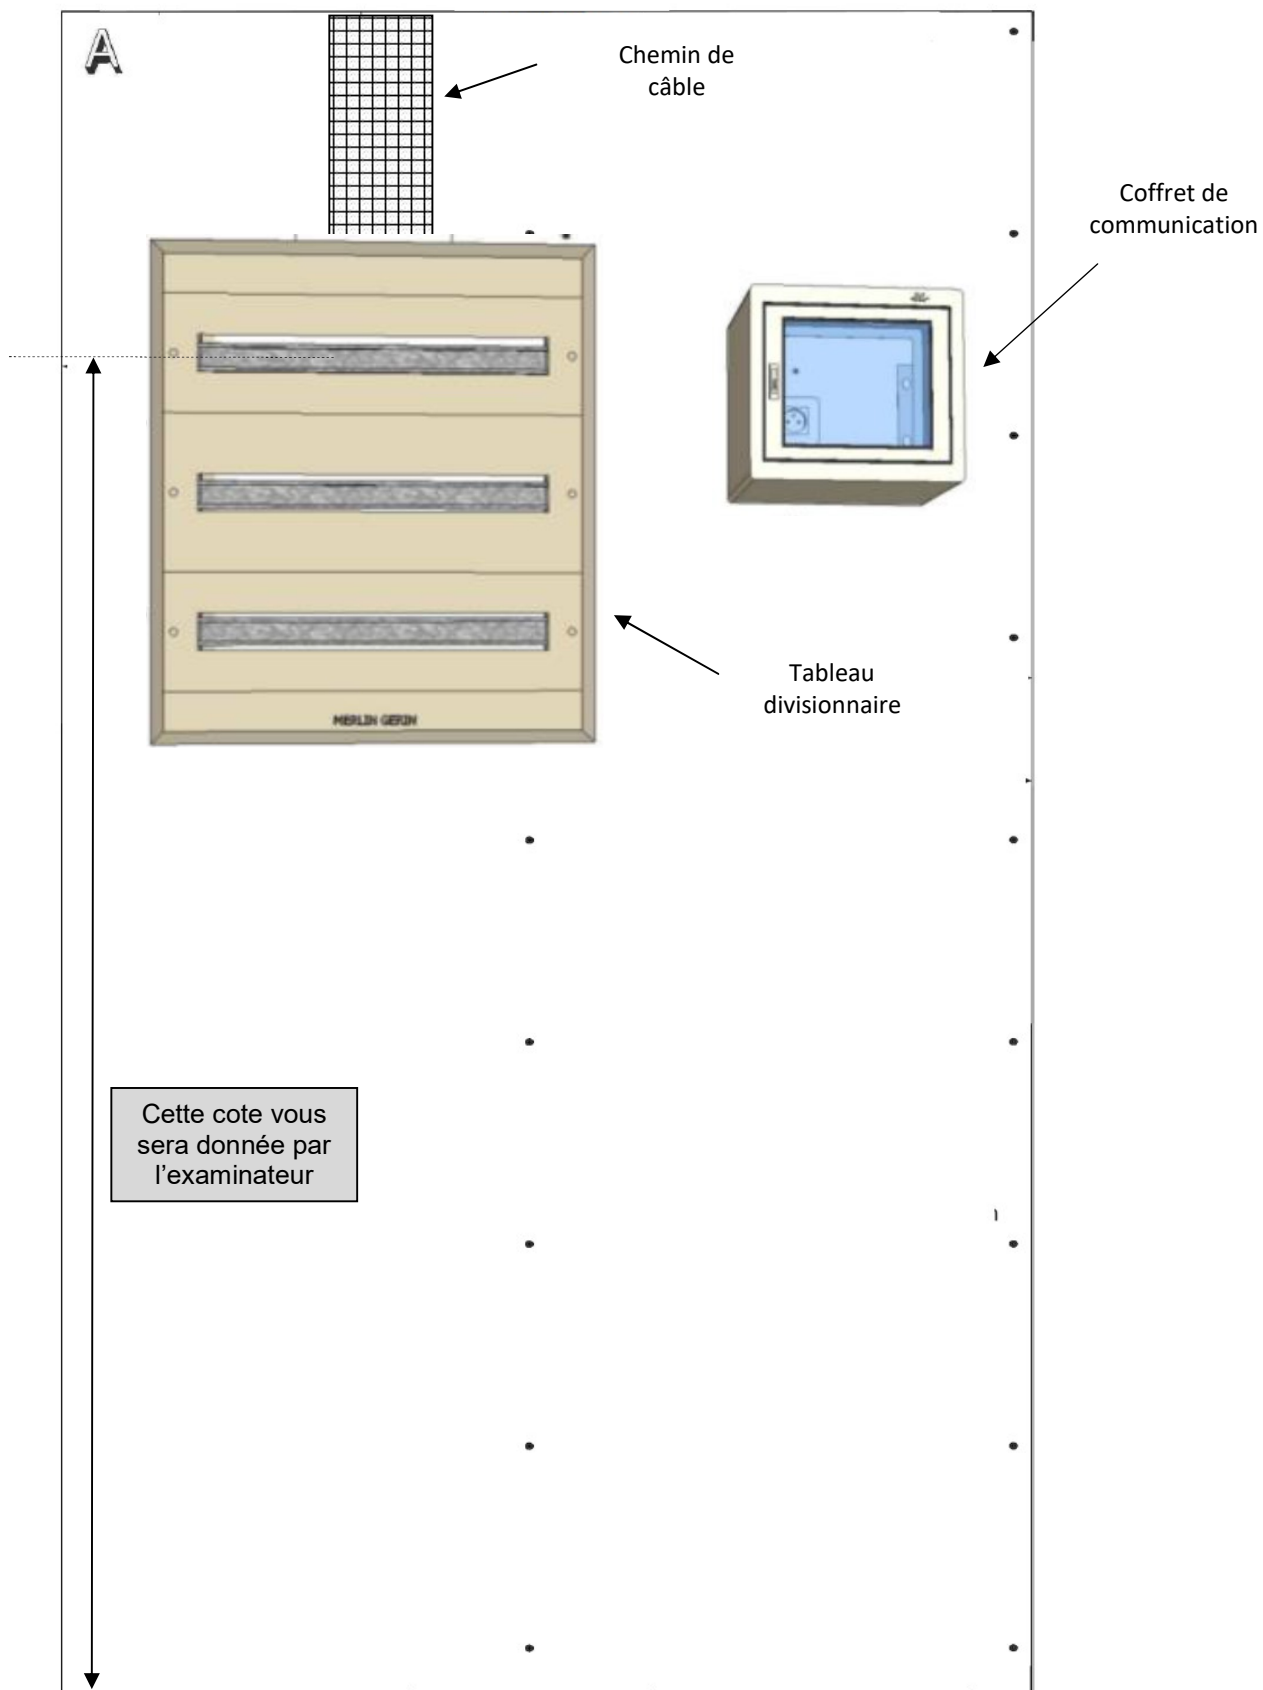 A
Chemin de
câble
Coffret de
communication
Tableau
divisionnaire
MERLIN GERIN
Cette cote vous
sera donnée par
l'examinateur